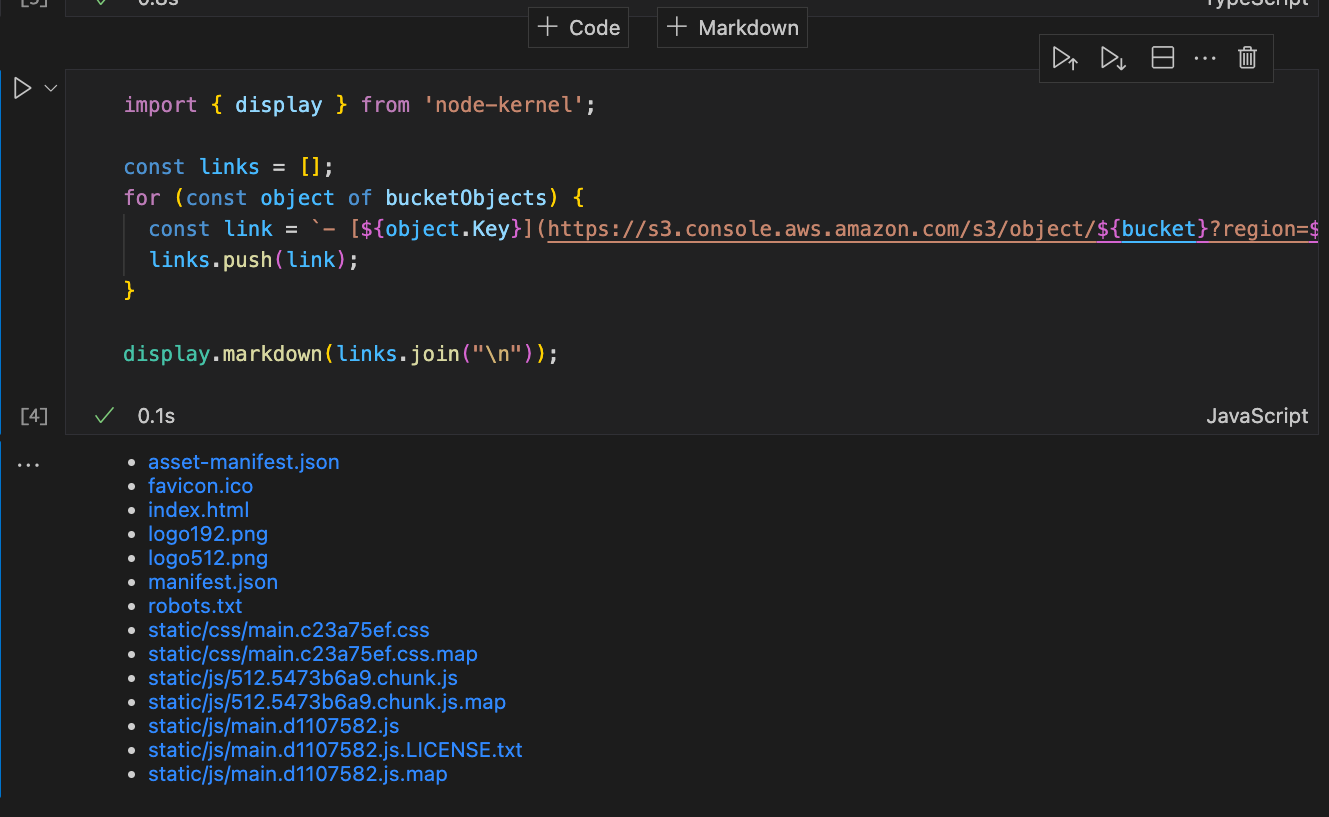 [3] 0.8s TypeScript
+ Code + Markdown
import { display } from 'node-kernel';
const links = [];
for (const object of bucketObjects) {
const link = `- [${object.Key}](https://s3.console.aws.amazon.com/s3/object/${bucket}?region=$
links.push(link);
}
display.markdown(links.join("\n"));
[4] 0.1s JavaScript
asset-manifest.json
favicon.ico
index.html
logo192.png
logo512.png
manifest.json
robots.txt
static/css/main.c23a75ef.css
static/css/main.c23a75ef.css.map
static/js/512.5473b6a9.chunk.js
static/js/512.5473b6a9.chunk.js.map
static/js/main.d1107582.js
static/js/main.d1107582.js.LICENSE.txt
static/js/main.d1107582.js.map